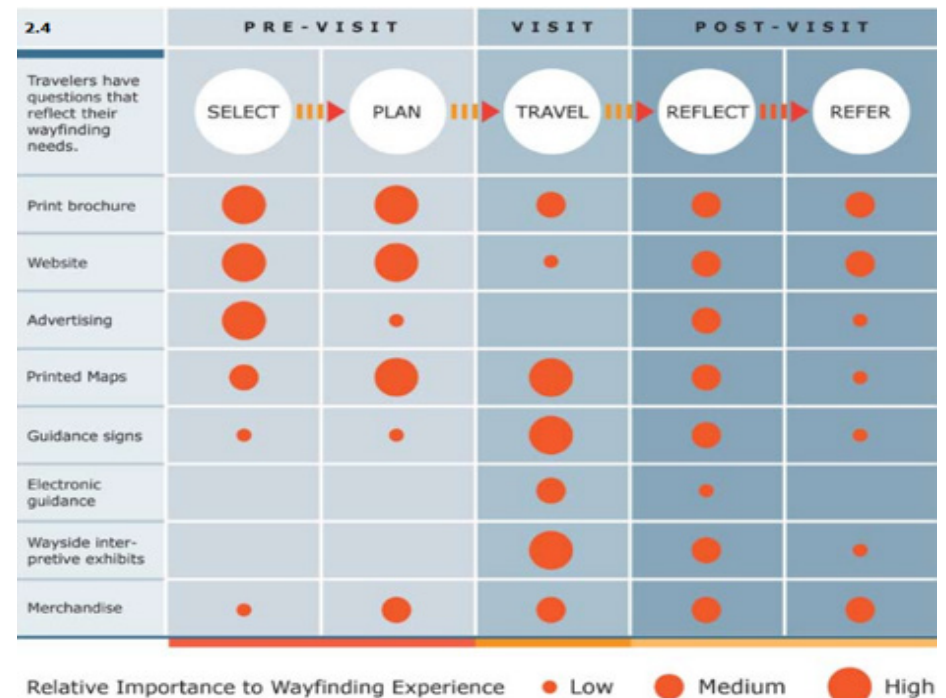 2.4
PRE-VISIT
VISIT
POST-VISIT
Travelers have
questions that
reflect their
wayfinding
needs.
SELECT
PLAN
TRAVEL
REFLECT
REFER
Print brochure
Website
Advertising
Printed Maps
Guidance signs
Electronic
guidance
Wayside inter-
pretive exhibits
Merchandise
Relative Importance to Wayfinding Experience Low Medium High